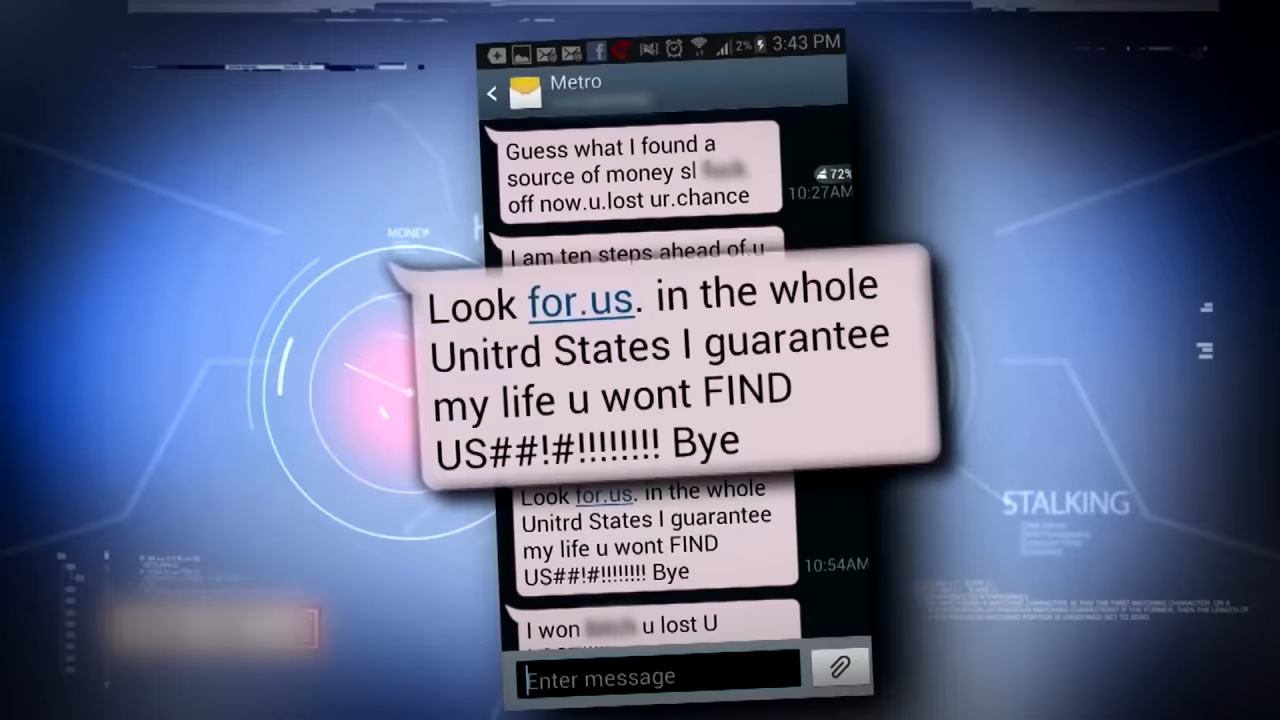 2% 3:43 PM
Metro
MONEY
Guess what I found a
source of money sl
off now.u.lost ur.chance
72%
10:27AM
I am ten steps ahead of.u
Look for.us. in the whole
Unitrd States I guarantee
my life u wont FIND
US##!#!!!!!!!! Bye
Look for.us. in the whole
Unitrd States I guarantee
my life u wont FIND
US##!#!!!!!!!! Bye
10:54AM
STALKING
I won u lost U
Enter message